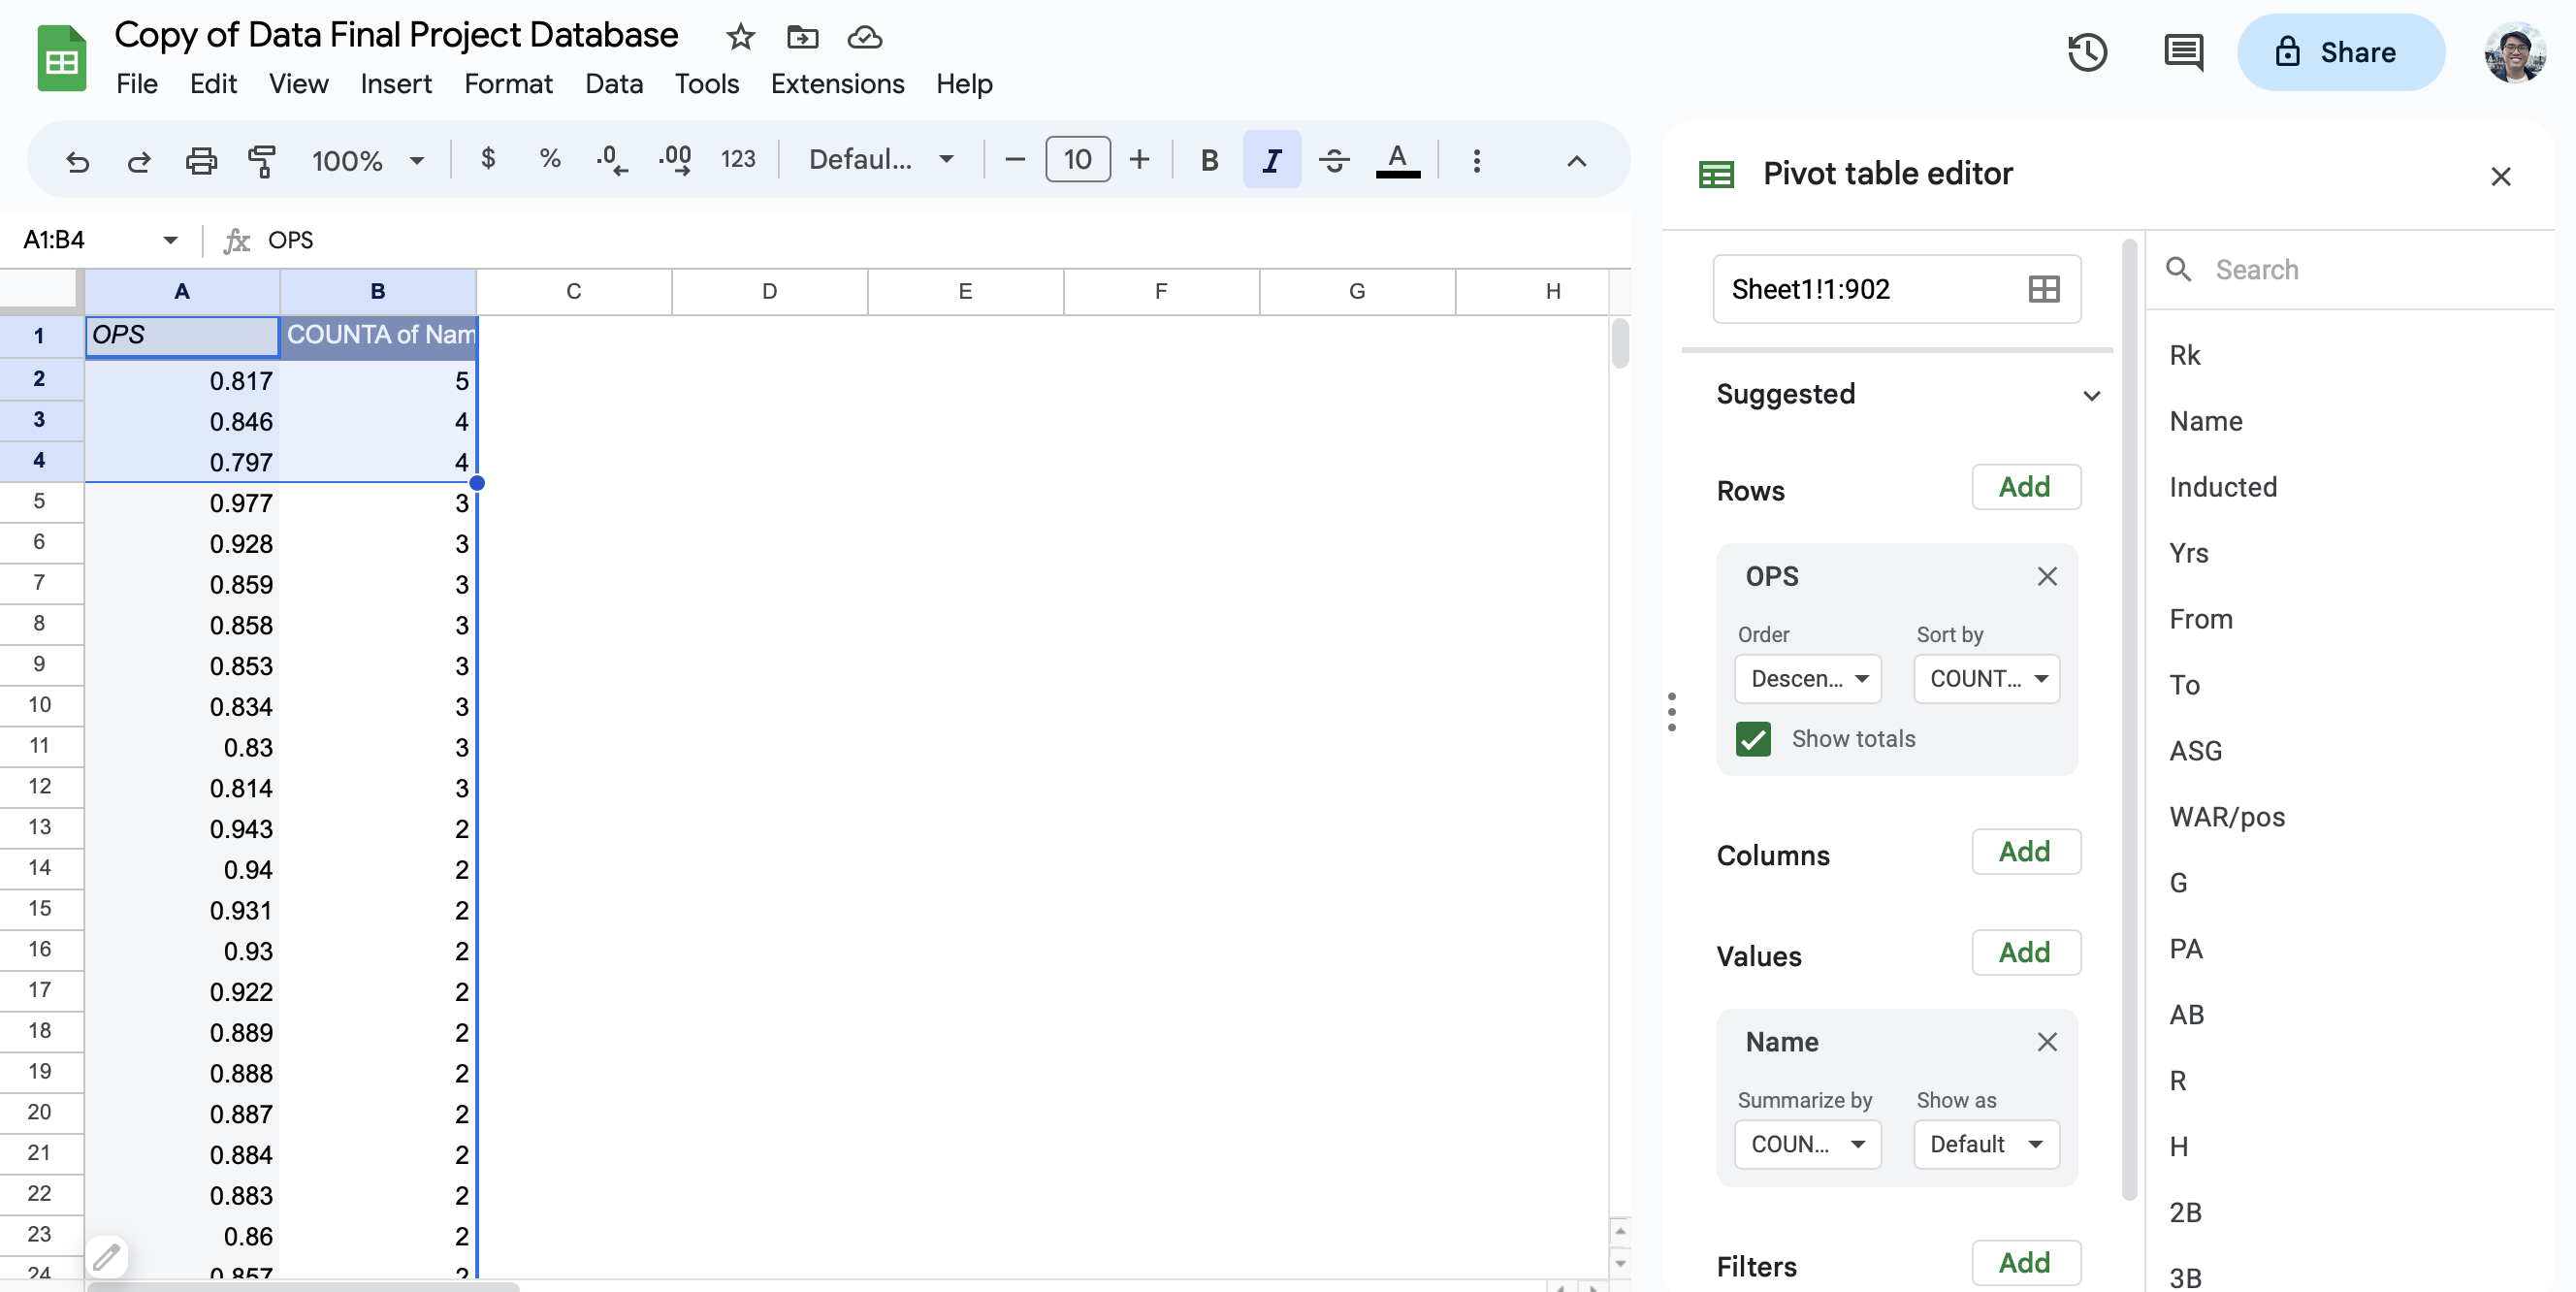 Copy of Data Final Project Database
File Edit View Insert Format Data Tools Extensions Help
Share
100% $ % .0 .00 123 Defaul... 10 B I A
A1:B4 fx OPS
A B C D E F G H
1 OPS COUNTA of Nam
2 0.817 5
3 0.846 4
4 0.797 4
5 0.977 3
6 0.928 3
7 0.859 3
8 0.858 3
9 0.853 3
10 0.834 3
11 0.83 3
12 0.814 3
13 0.943 2
14 0.94 2
15 0.931 2
16 0.93 2
17 0.922 2
18 0.889 2
19 0.888 2
20 0.887 2
21 0.884 2
22 0.883 2
23 0.86 2
24 0.857 2
Pivot table editor
Sheet1!1:902
Suggested
Rows Add
OPS
Order Sort by
Descen... COUNT...
Show totals
Columns Add
Values Add
Name
Summarize by Show as
COUN... Default
Filters Add
Search
Rk
Name
Inducted
Yrs
From
To
ASG
WAR/pos
G
PA
AB
R
H
2B
3B